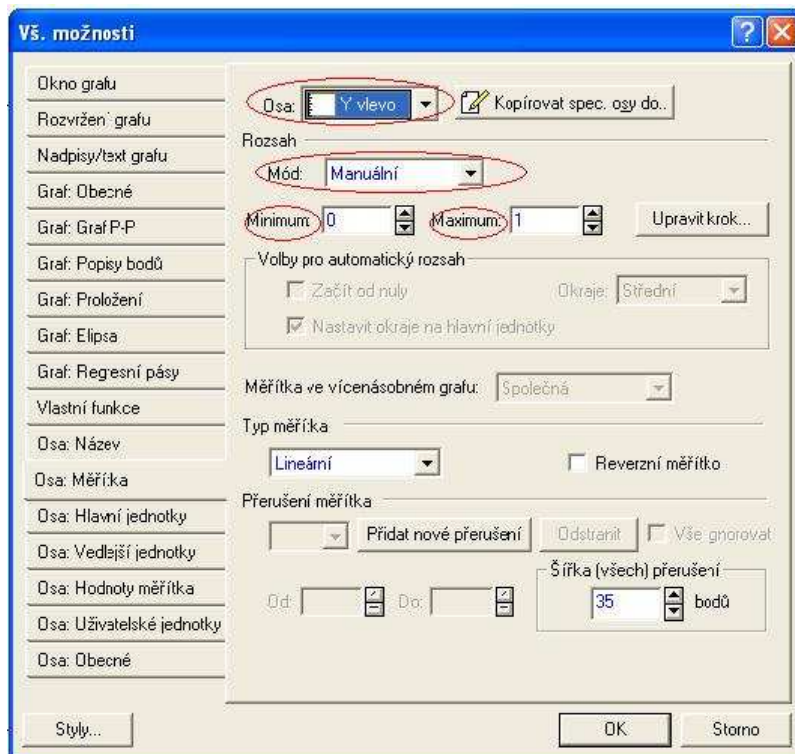 Vš. možnosti
Okno grafu
Rozvržení grafu
Nadpisy/text grafu
Graf: Obecné
Graf: Graf P-P
Graf: Popisy bodů
Graf: Proložení
Graf: Elipsa
Graf: Regresní pásy
Vlastní funkce
Osa: Název
Osa: Měřítka
Osa: Hlavní jednotky
Osa: Vedlejší jednotky
Osa: Hodnoty měřítka
Osa: Uživatelské jednotky
Osa: Obecné
Osa: Y vlevo Kopírovat spec. osy do..
Rozsah
Mód: Manuální
Minimum: 0 Maximum: 1 Upravit krok...
Volby pro automatický rozsah
Začít od nuly Okraje: Střední
Nastavit okraje na hlavní jednotky
Měřítka ve vícenásobném grafu: Společná
Typ měřítka
Lineární Reverzní měřítko
Přerušení měřítka
Přidat nové přerušení Odstranit Vše gnorovat
Šířka (všech) přerušení
Od: Do: 35 bodů
Styly... OK Storno